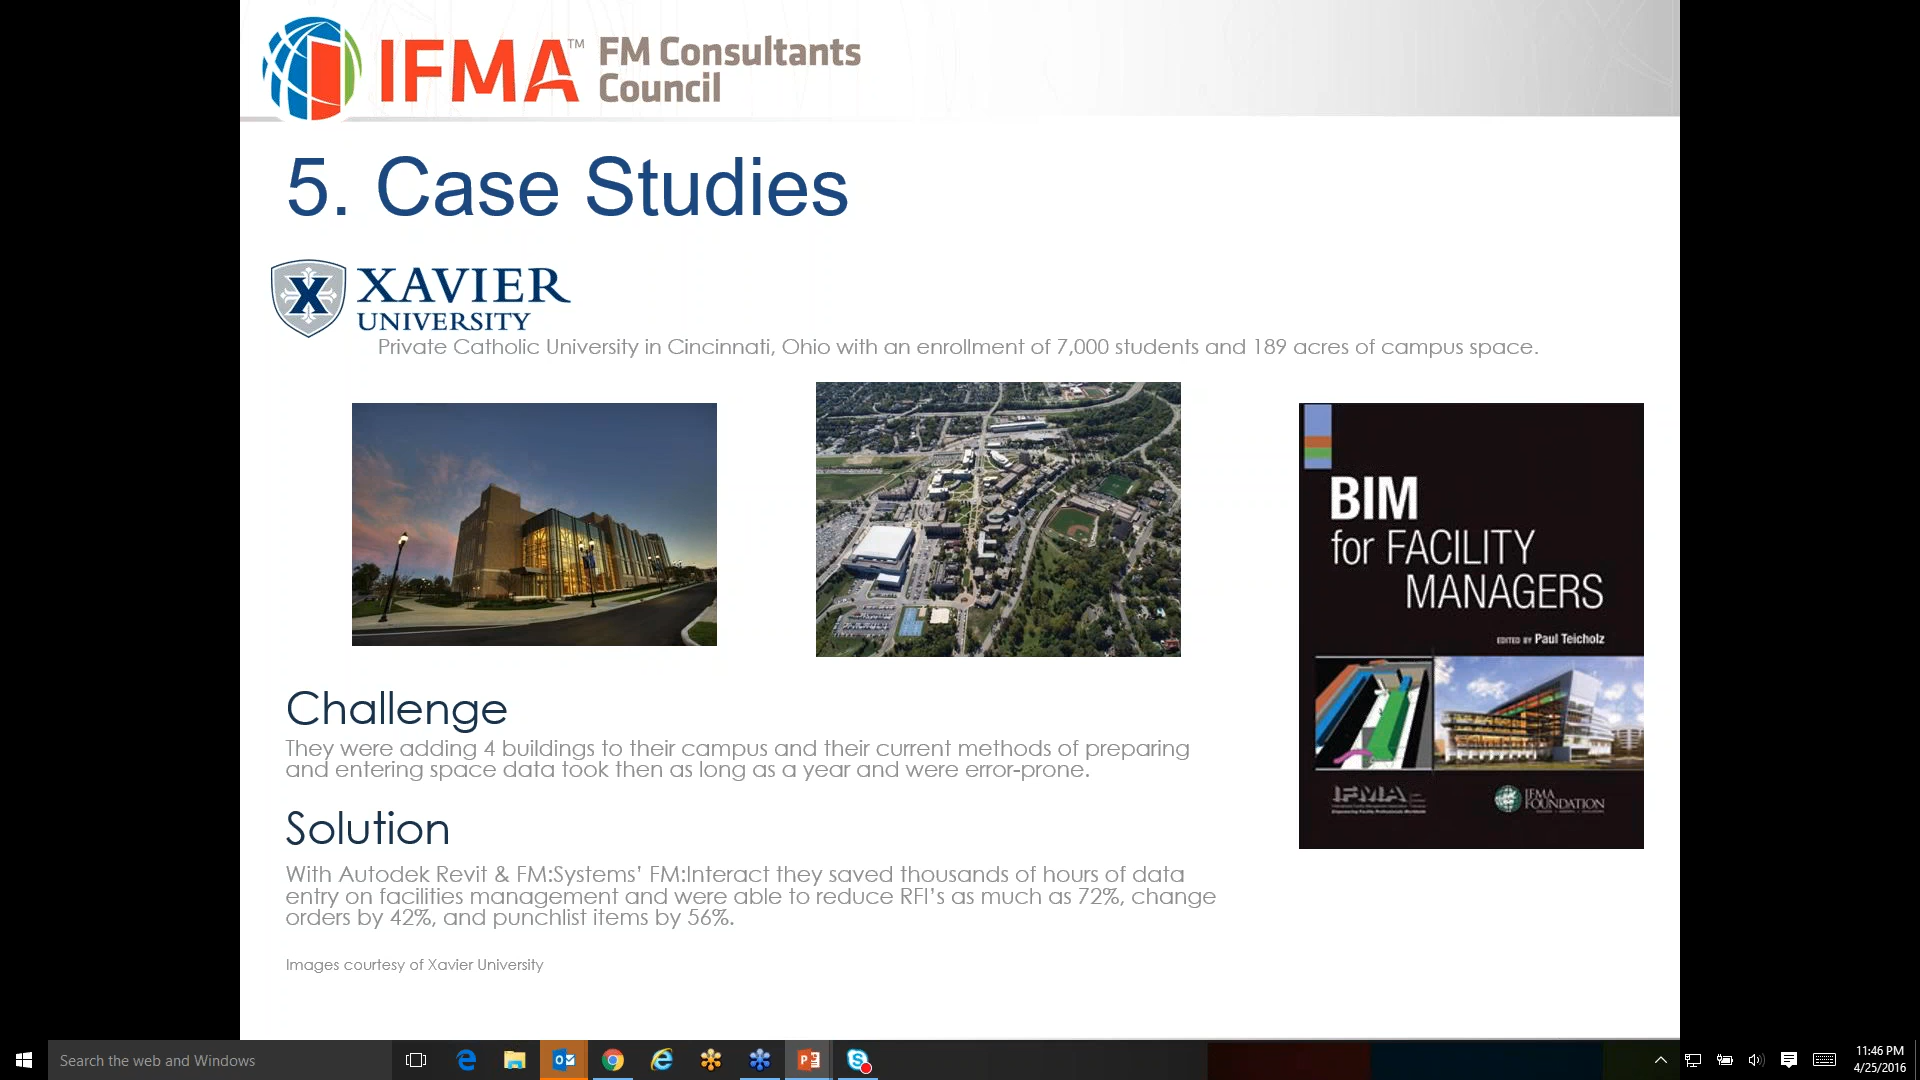 IFMA™ FM Consultants
Council
5. Case Studies
X XAVIER
UNIVERSITY
Private Catholic University in Cincinnati, Ohio with an enrollment of 7,000 students and 189 acres of campus space.
BIM
for FACILITY
MANAGERS
EDITED BY Paul Teicholz
IFMA
IFMA
FOUNDATION
Challenge
They were adding 4 buildings to their campus and their current methods of preparing
and entering space data took then as long as a year and were error-prone.
Solution
With Autodek Revit & FM:Systems’ FM:Interact they saved thousands of hours of data
entry on facilities management and were able to reduce RFI’s as much as 72%, change
orders by 42%, and punchlist items by 56%.
Images courtesy of Xavier University
Search the web and Windows
11:46 PM
4/25/2016